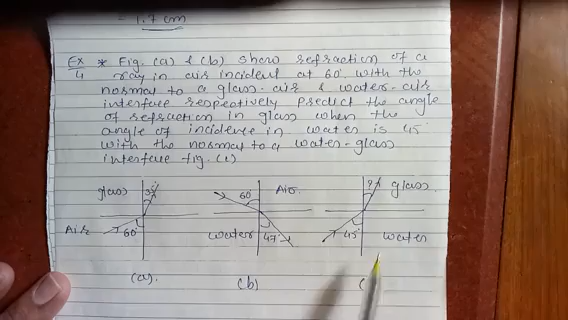 = 1.7 cm
Ex 4 * Fig. (a) & (b) show refraction of a
ray in air incident at 60° with the
normal to a glass-air & water-air
interface respectively Predict the angle
of refraction in glass when the
angle of incidence in water is 45°
with the normal to a water-glass
interface fig. (c)
glass 35° 60° Air. ? glass.
Air 60° water 47° 45° water
(a). (b) (